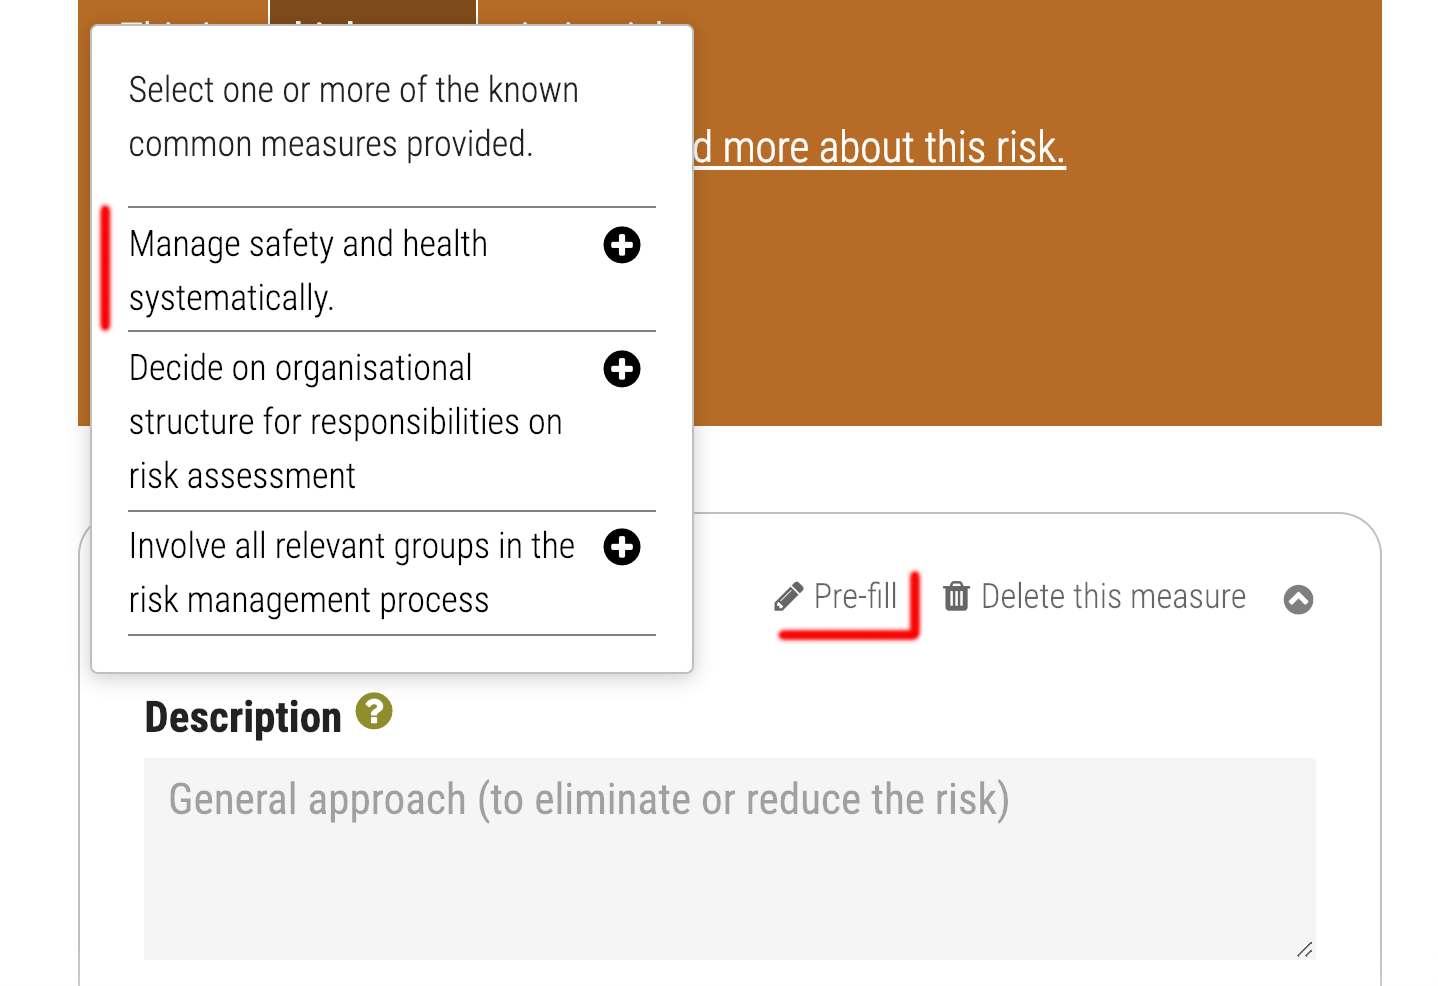 Select one or more of the known
common measures provided.
d more about this risk.
Manage safety and health
systematically.
Decide on organisational
structure for responsibilities on
risk assessment
Involve all relevant groups in the
risk management process
Pre-fill Delete this measure
Description
General approach (to eliminate or reduce the risk)